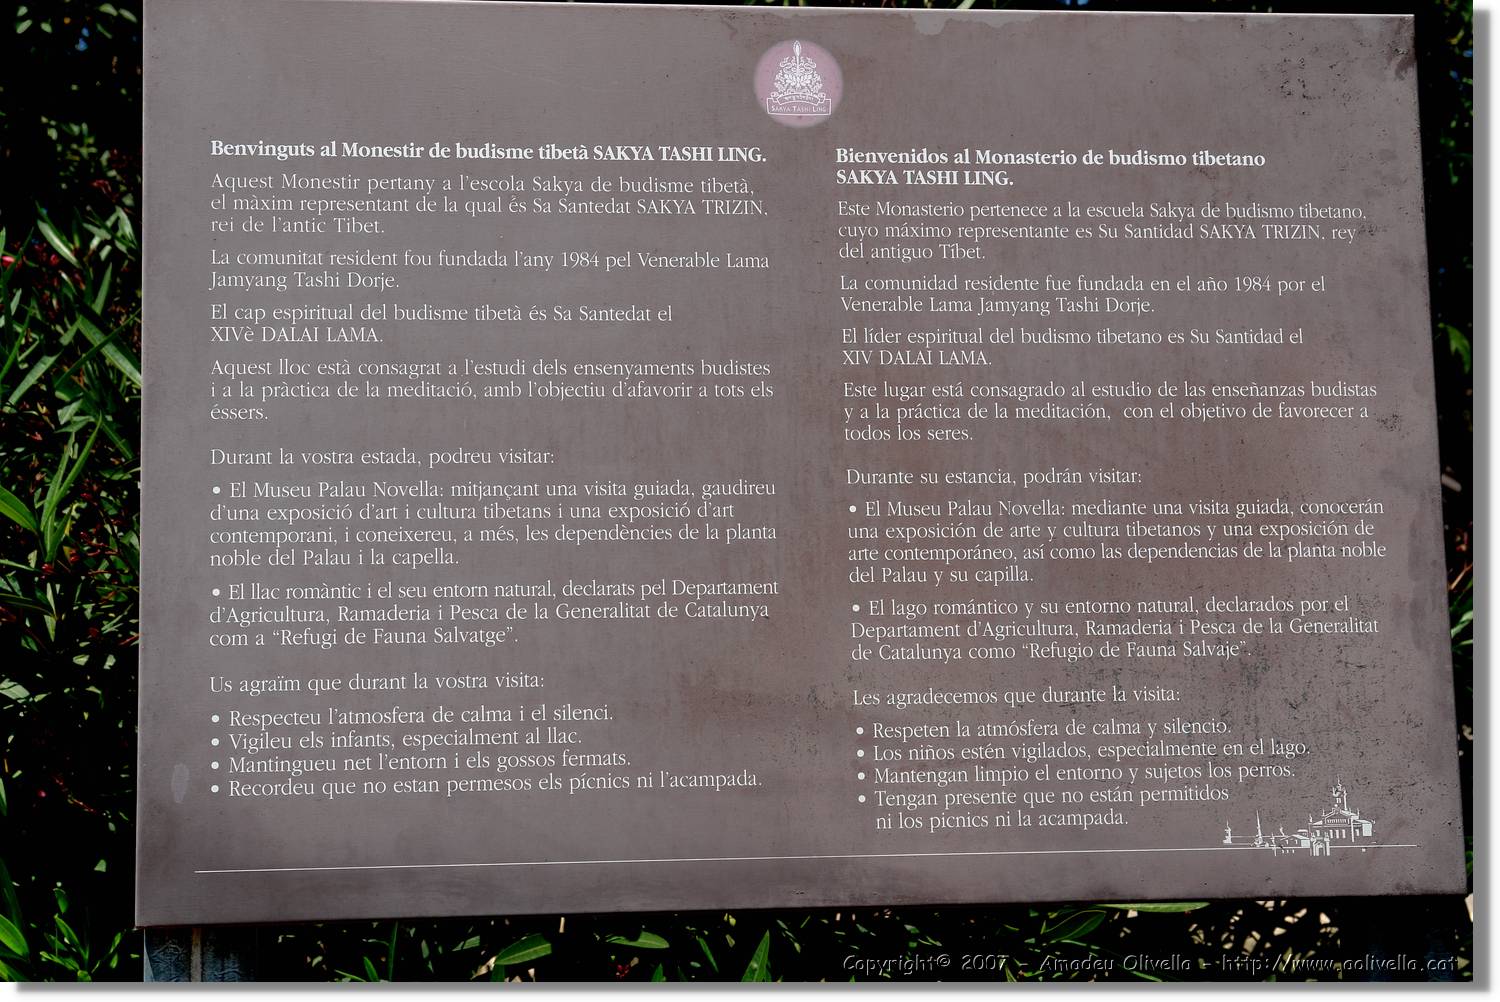 SAKYA TASHI LING
Benvinguts al Monestir de budisme tibetà SAKYA TASHI LING.
Aquest Monestir pertany a l'escola Sakya de budisme tibetà,
el màxim representant de la qual és Sa Santedat SAKYA TRIZIN,
rei de l'antic Tibet.
La comunitat resident fou fundada l'any 1984 pel Venerable Lama
Jamyang Tashi Dorje.
El cap espiritual del budisme tibetà és Sa Santedat el
XIVè DALAI LAMA.
Aquest lloc està consagrat a l'estudi dels ensenyaments budistes
i a la pràctica de la meditació, amb l'objectiu d'afavorir a tots els
éssers.
Durant la vostra estada, podreu visitar:
• El Museu Palau Novella: mitjançant una visita guiada, gaudireu
d'una exposició d'art i cultura tibetans i una exposició d'art
contemporani, i coneixereu, a més, les dependències de la planta
noble del Palau i la capella.
• El llac romàntic i el seu entorn natural, declarats pel Departament
d'Agricultura, Ramaderia i Pesca de la Generalitat de Catalunya
com a “Refugi de Fauna Salvatge”.
Us agraïm que durant la vostra visita:
• Respecteu l'atmosfera de calma i el silenci.
• Vigileu els infants, especialment al llac.
• Mantingueu net l'entorn i els gossos fermats.
• Recordeu que no estan permesos els pícnics ni l'acampada.
Bienvenidos al Monasterio de budismo tibetano
SAKYA TASHI LING.
Este Monasterio pertenece a la escuela Sakya de budismo tibetano,
cuyo máximo representante es Su Santidad SAKYA TRIZIN, rey
del antiguo Tíbet.
La comunidad residente fue fundada en el año 1984 por el
Venerable Lama Jamyang Tashi Dorje.
El líder espiritual del budismo tibetano es Su Santidad el
XIV DALAI LAMA.
Este lugar está consagrado al estudio de las enseñanzas budistas
y a la práctica de la meditación, con el objetivo de favorecer a
todos los seres.
Durante su estancia, podrán visitar:
• El Museu Palau Novella: mediante una visita guiada, conocerán
una exposición de arte y cultura tibetanos y una exposición de
arte contemporáneo, así como las dependencias de la planta noble
del Palau y su capilla.
• El lago romántico y su entorno natural, declarados por el
Departament d'Agricultura, Ramaderia i Pesca de la Generalitat
de Catalunya como “Refugio de Fauna Salvaje”.
Les agradecemos que durante la visita:
• Respeten la atmósfera de calma y silencio.
• Los niños estén vigilados, especialmente en el lago.
• Mantengan limpio el entorno y sujetos los perros.
• Tengan presente que no están permitidos
ni los picnics ni la acampada.
Copyright© 2007 - Amadeu Olivella - http://www.aolivella.cat